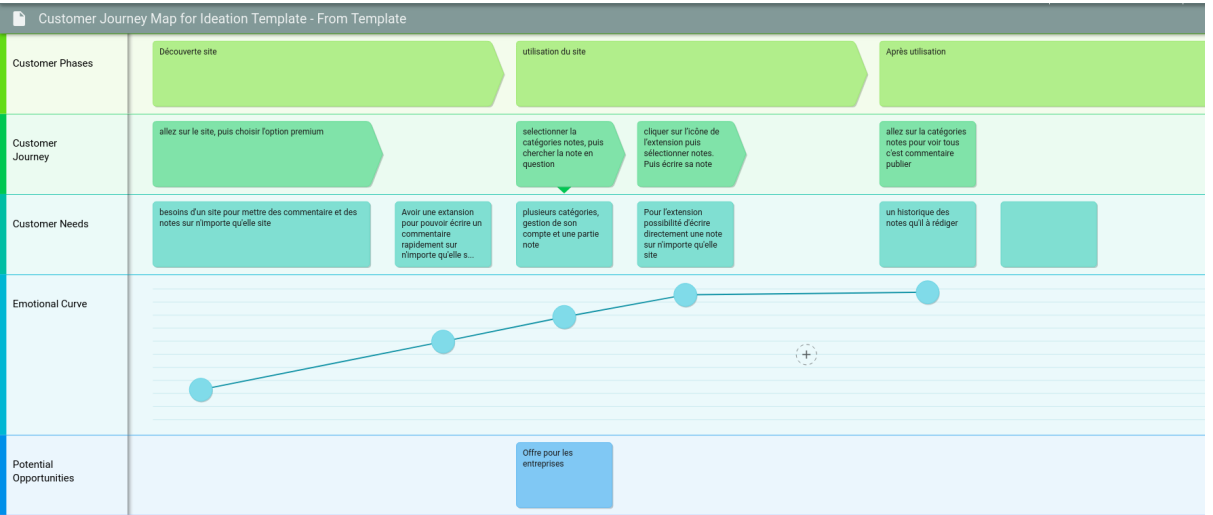 Customer Journey Map for Ideation Template - From Template
Customer Phases
Découverte site
utilisation du site
Après utilisation
Customer
Journey
allez sur le site, puis choisir l'option premium
selectionner la
catégories notes, puis
chercher la note en
question
cliquer sur l'icône de
l'extension puis
sélectionner notes.
Puis écrire sa note
allez sur la catégories
notes pour voir tous
c'est commentaire
publier
Customer Needs
besoins d'un site pour mettre des commentaire et des
notes sur n'importe qu'elle site
Avoir une extansion
pour pouvoir écrire un
commentaire
rapidement sur
n'importe qu'elle s...
plusieurs catégories,
gestion de son
compte et une partie
note
Pour l'extension
possibilité d'écrire
directement une note
sur n'importe qu'elle
site
un historique des
notes qu'il à rédiger
Emotional Curve
Potential
Opportunities
Offre pour les
entreprises